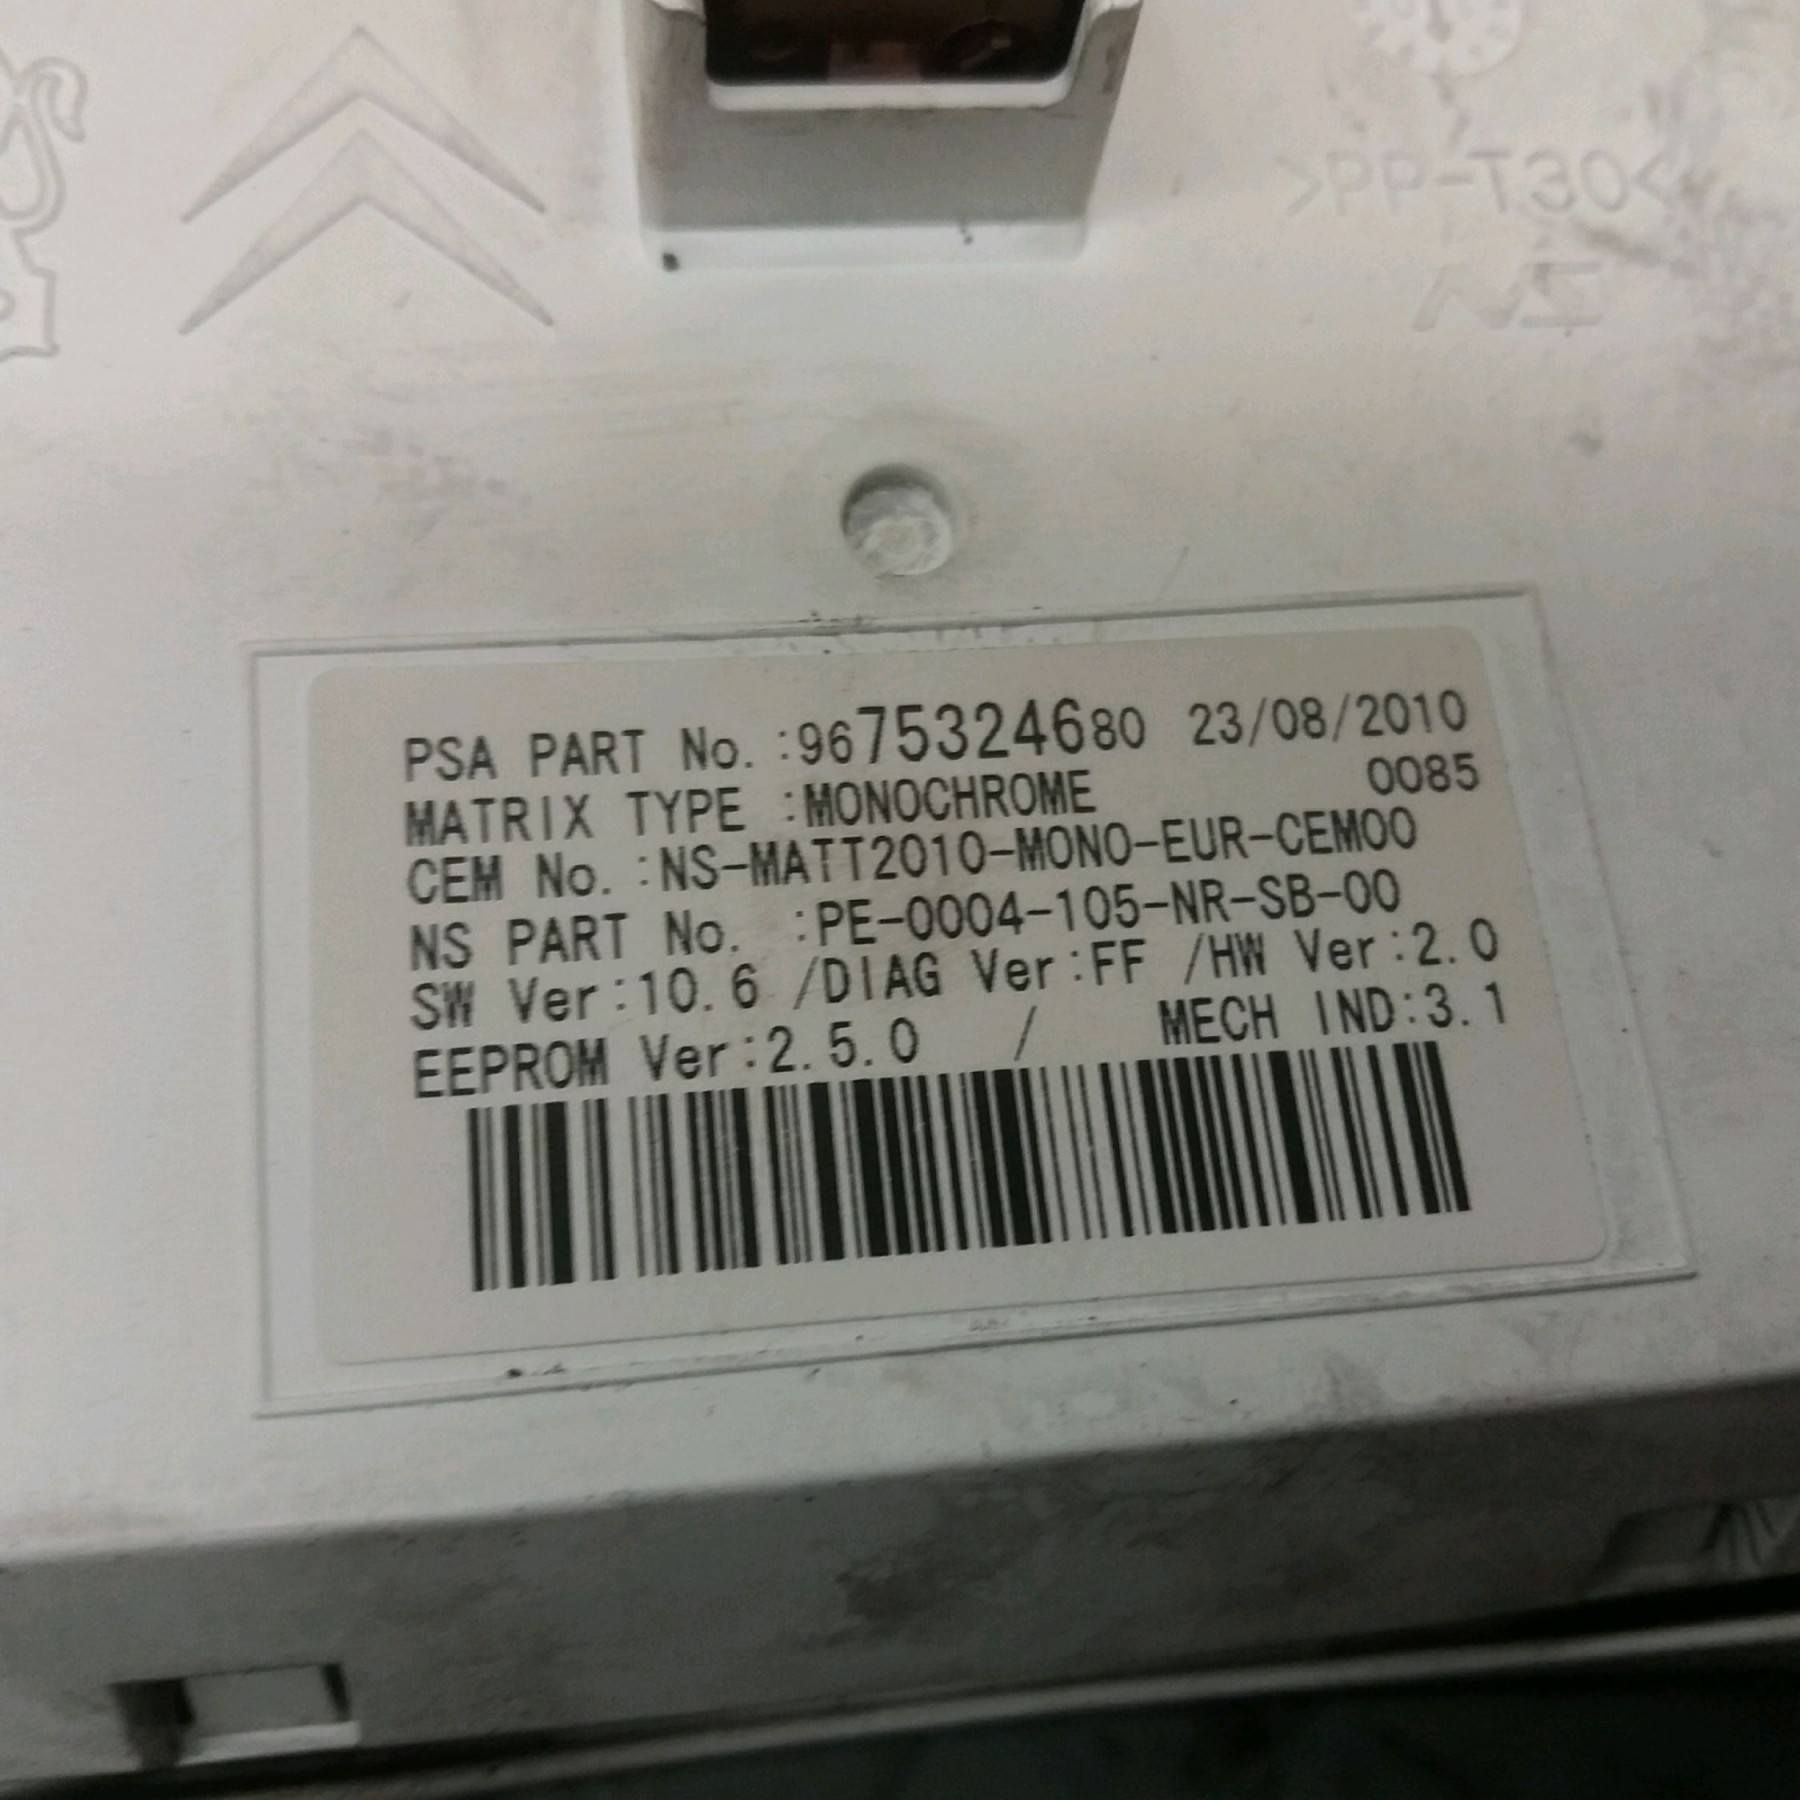 >PP-T30<
PSA PART No.:9675324680 23/08/2010
MATRIX TYPE :MONOCHROME 0085
CEM No.:NS-MATT2010-MONO-EUR-CEM00
NS PART No. :PE-0004-105-NR-SB-00
SW Ver:10.6 /DIAG Ver:FF /HW Ver:2.0
EEPROM Ver:2.5.0 / MECH IND:3.1